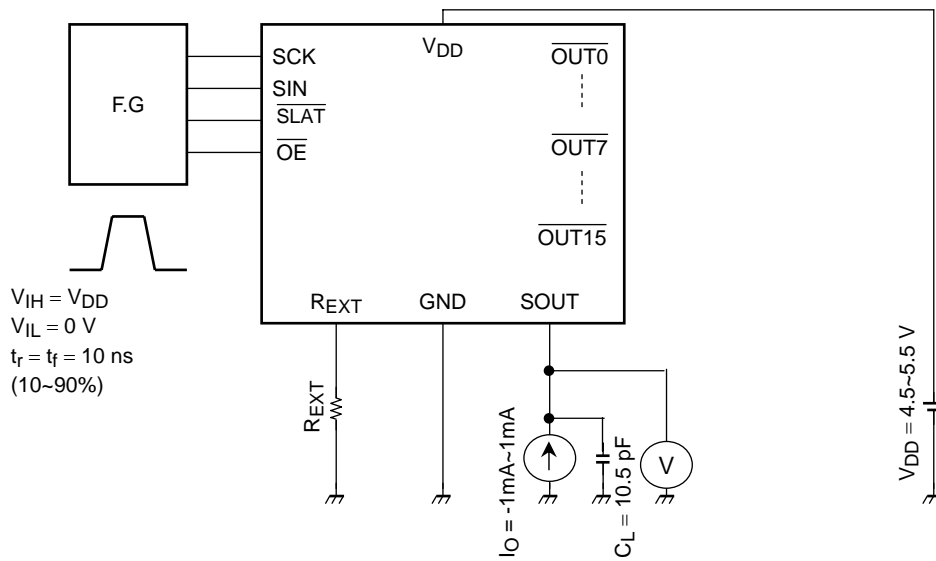 F.G
SCK
SIN
SLAT
OE
VDD
OUT0
OUT7
OUT15
REXT
GND
SOUT
VIH = VDD
VIL = 0 V
tr = tf = 10 ns
(10~90%)
REXT
IO = -1mA~1mA
CL = 10.5 pF
V
VDD = 4.5~5.5 V